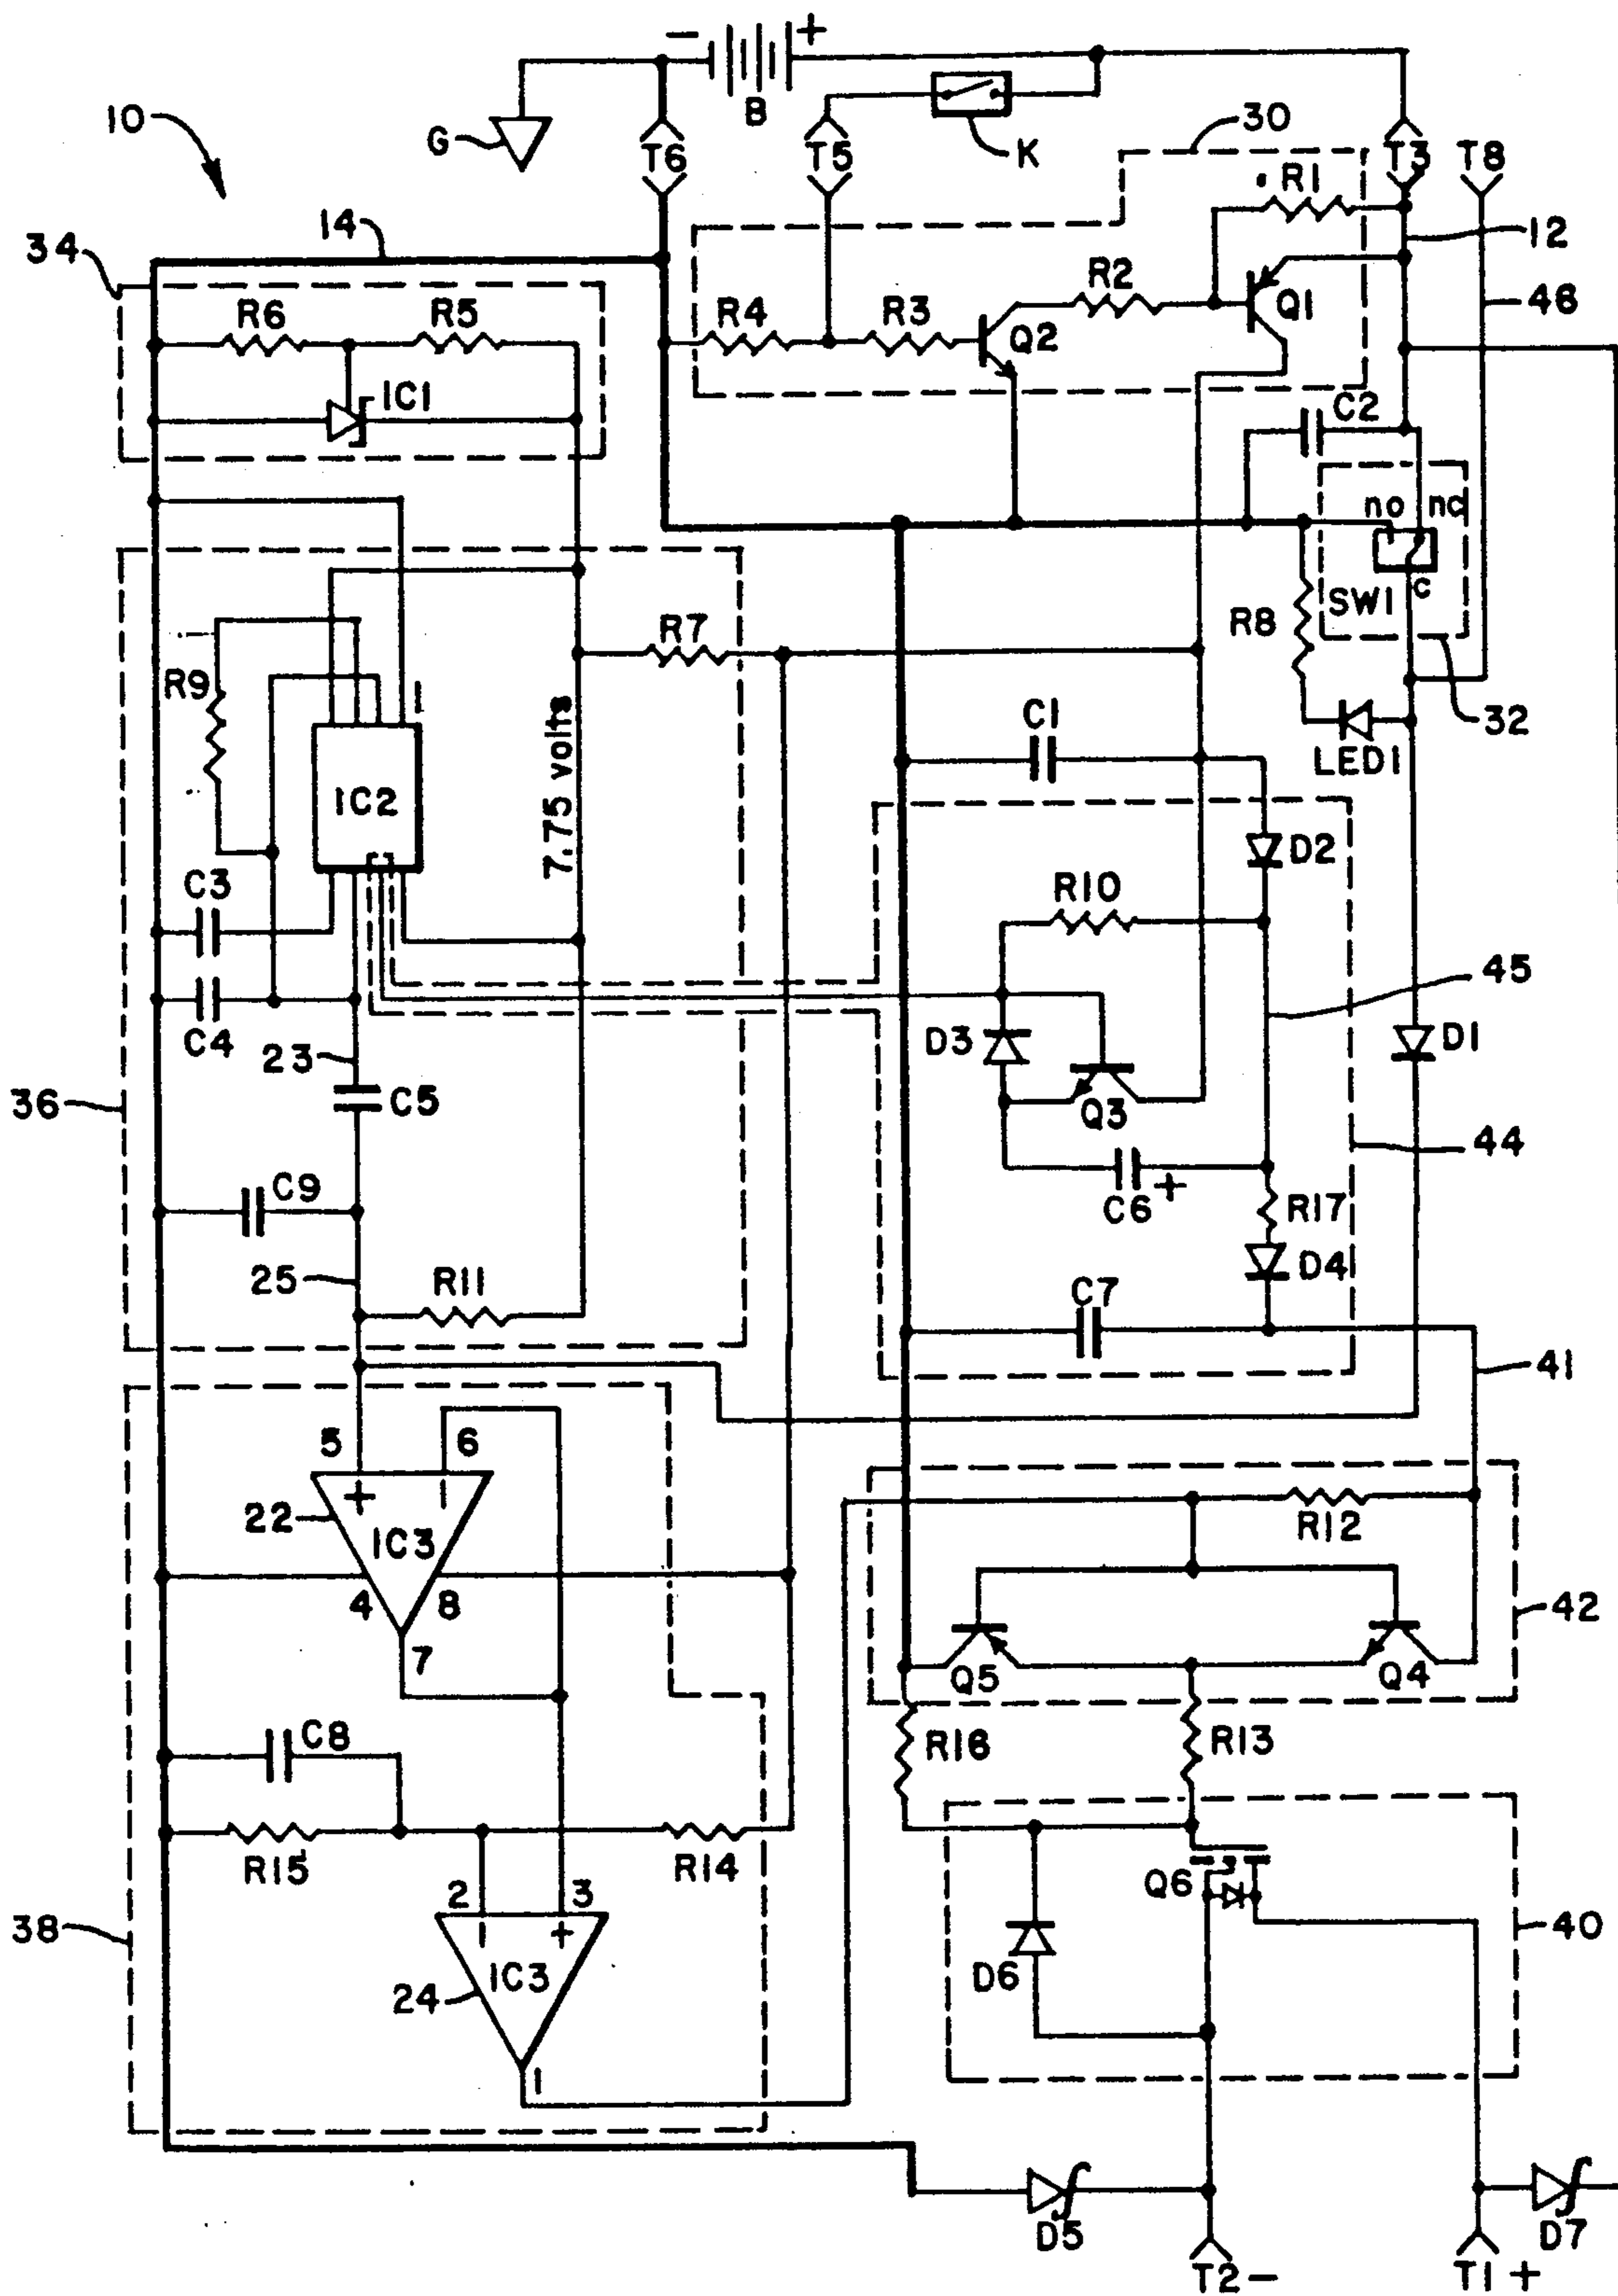 - +
10
G
B
30
K
T6
T5
T3
T8
R1
14
12
34
R2
46
R6
R5
R4
R3
Q2
Q1
IC1
C2
no
nc
SW1
c
R7
R8
R9
32
C1
LED1
7.75 volts
1
IC2
D2
C3
R10
45
C4
D3
D1
23
C5
36
Q3
44
C9
C6
+
R17
25
R11
D4
C7
41
5
6
+ -
22
IC3
R12
4
8
42
7
Q5
Q4
C8
R16
R13
R15
R14
Q6
2
3
- +
38
40
IC3
D6
24
1
D5
D7
T2-
T1+